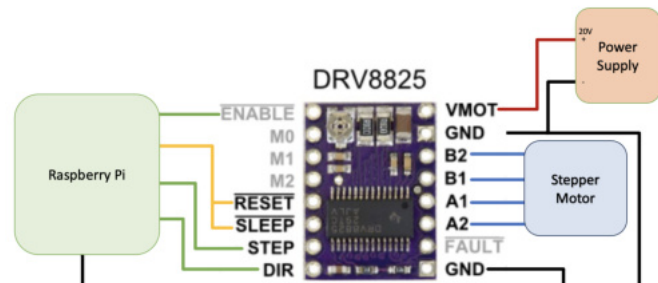 DRV8825
Raspberry Pi
ENABLE
M0
M1
M2
RESET
SLEEP
STEP
DIR
VMOT
GND
B2
B1
A1
A2
FAULT
GND
20V
+
-
Power
Supply
Stepper
Motor